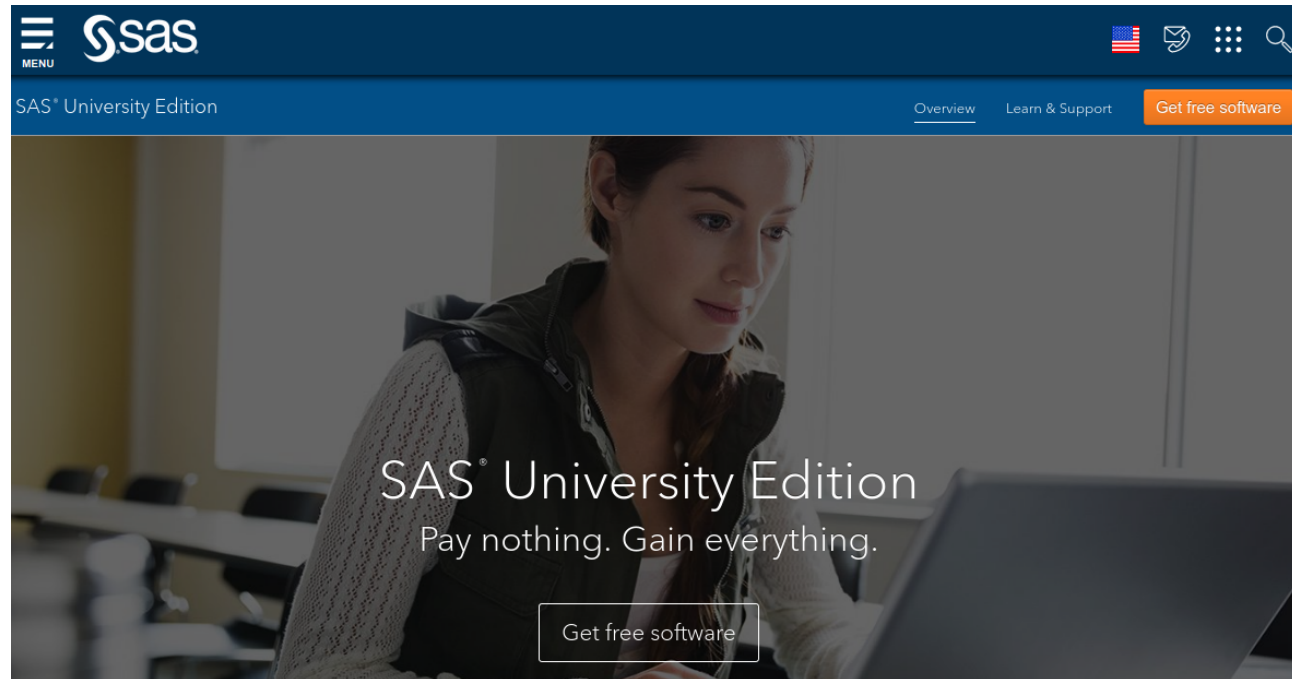 MENU
sas
SAS® University Edition
Overview
Learn & Support
Get free software
SAS® University Edition
Pay nothing. Gain everything.
Get free software